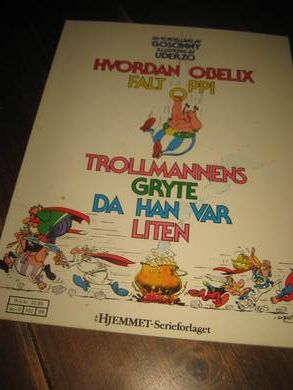 EN FORTELLING AV
GOSCINNY
ILLUSTRERT AV
UDERZO
HVORDAN OBELIX
FALT OPPI
TROLLMANNENS
GRYTE
DA HAN VAR
LITEN
HJEMMET-Serieforlaget